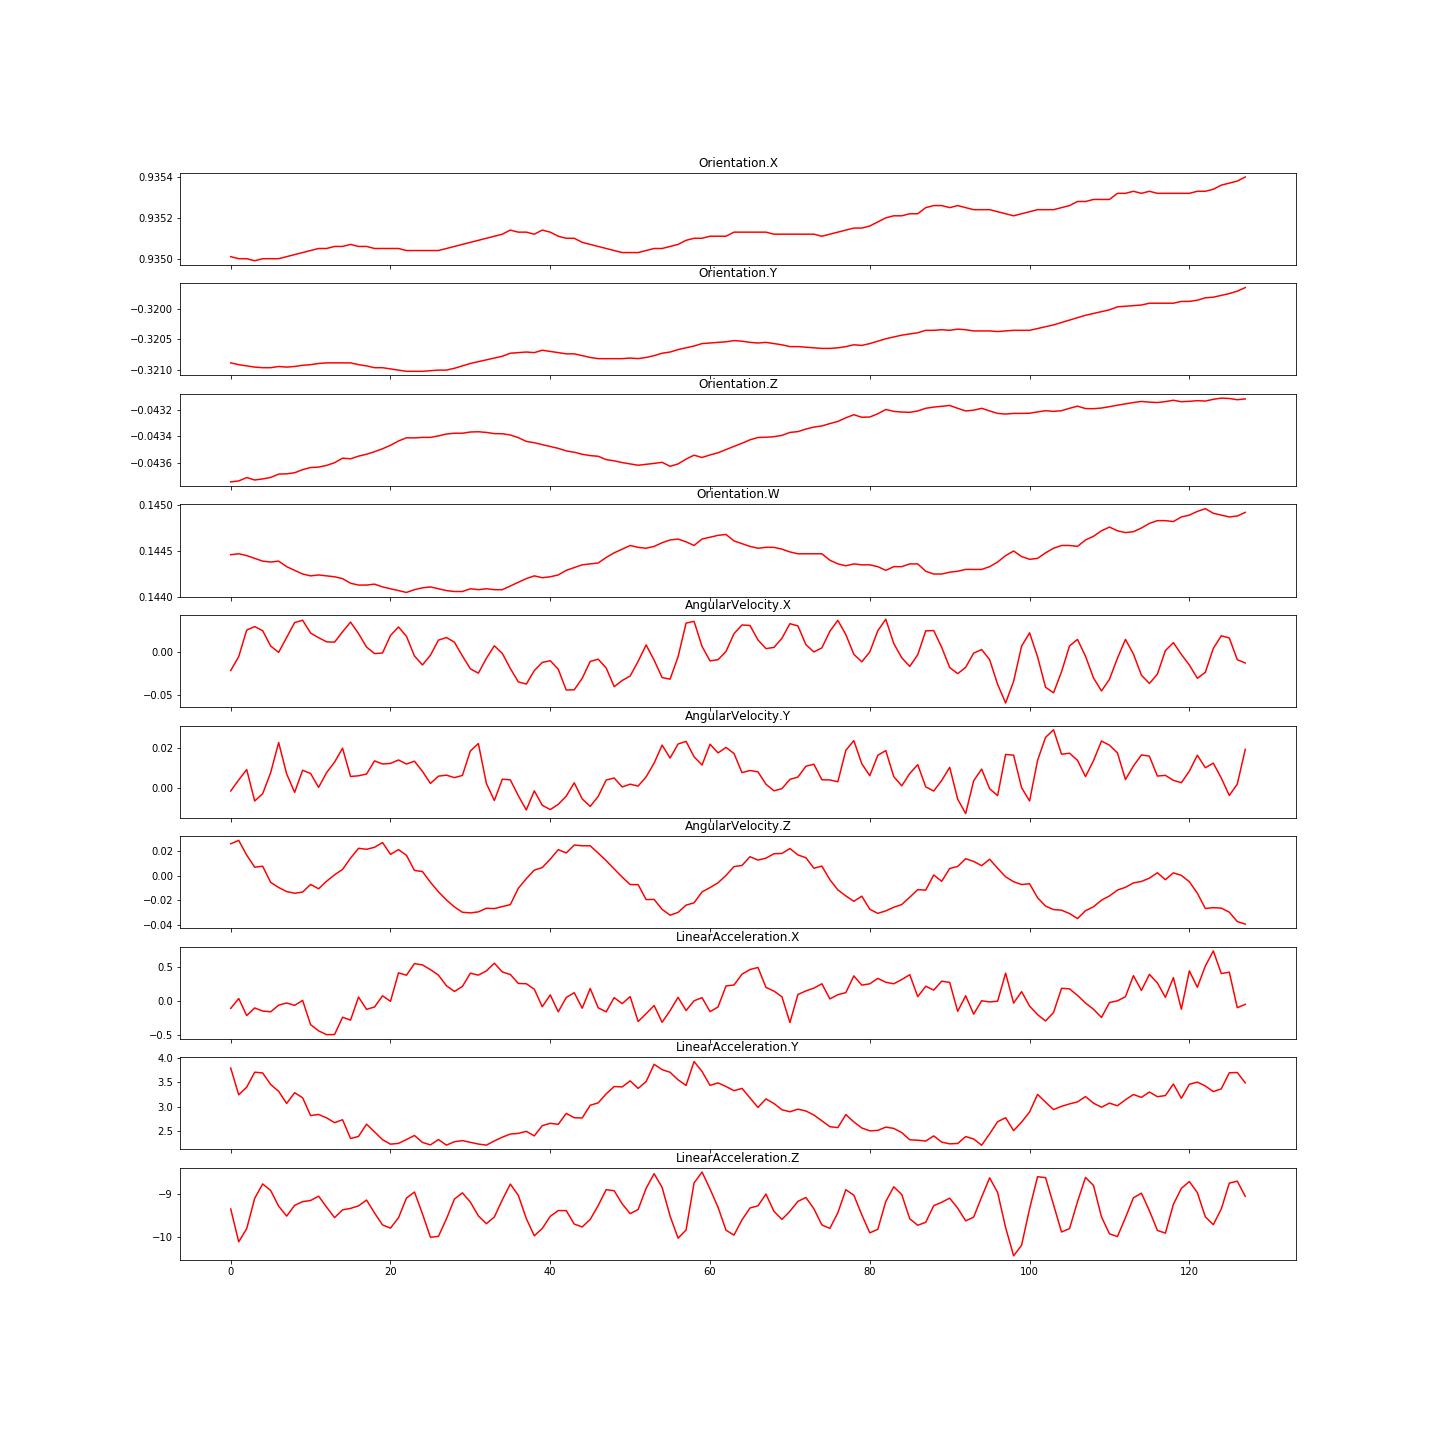 Orientation.X
0.9354
0.9352
0.9350
Orientation.Y
−0.3200
−0.3205
−0.3210
Orientation.Z
−0.0432
−0.0434
−0.0436
Orientation.W
0.1450
0.1445
0.1440
AngularVelocity.X
0.00
−0.05
AngularVelocity.Y
0.02
0.00
AngularVelocity.Z
0.02
0.00
−0.02
−0.04
LinearAcceleration.X
0.5
0.0
−0.5
LinearAcceleration.Y
4.0
3.5
3.0
2.5
LinearAcceleration.Z
−9
−10
0 20 40 60 80 100 120